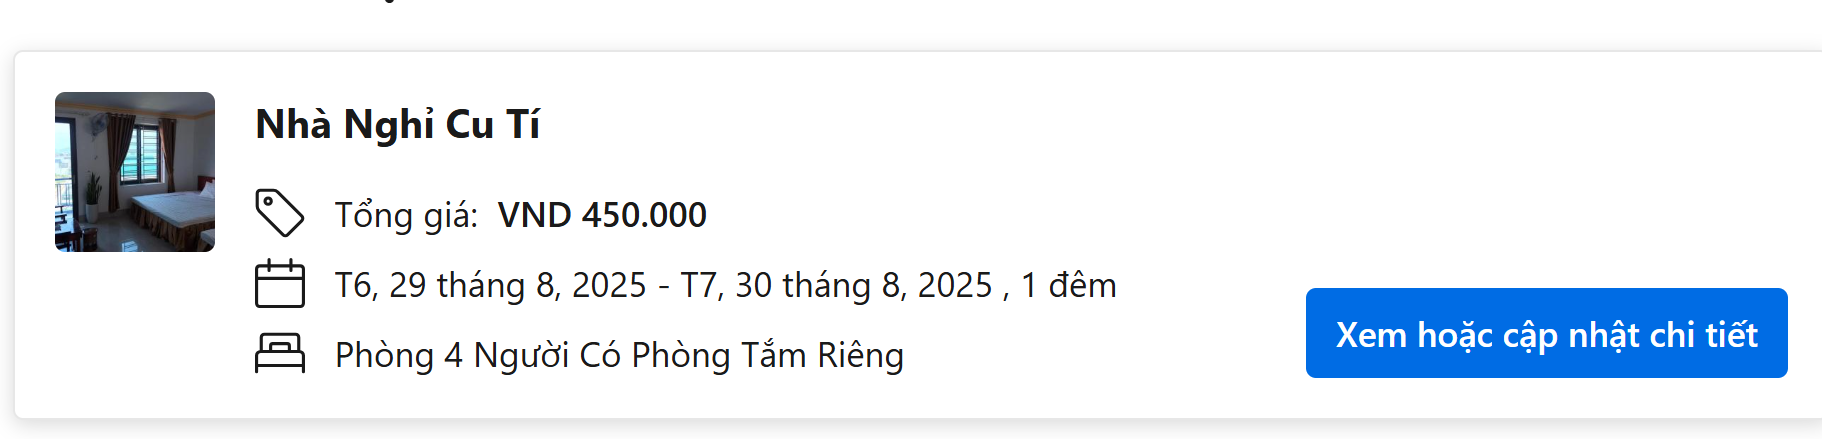 Nhà Nghỉ Cu Tí
Tổng giá: VND 450.000
T6, 29 tháng 8, 2025 - T7, 30 tháng 8, 2025 , 1 đêm
Phòng 4 Người Có Phòng Tắm Riêng
Xem hoặc cập nhật chi tiết